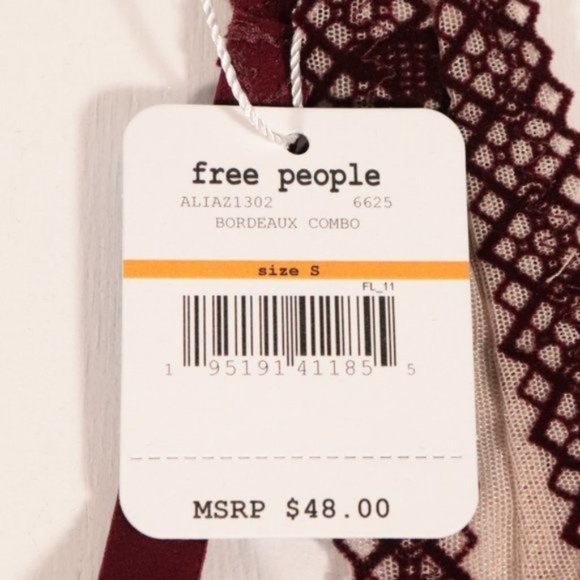 free people
ALIAZ1302 6625
BORDEAUX COMBO
size S
FL_11
1 95191 41185 5
MSRP $48.00